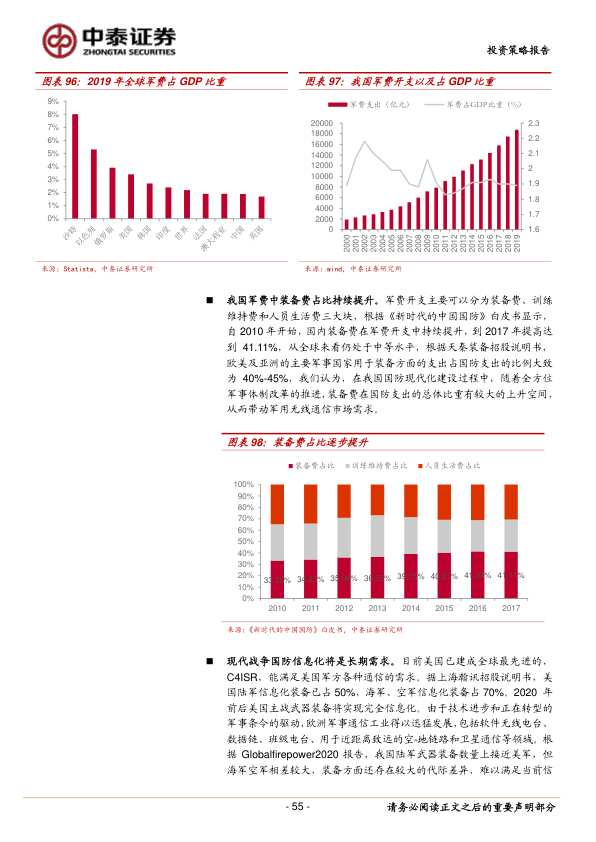 中泰证券
ZHONGTAI SECURITIES
投资策略报告
图表 96：2019 年全球军费占 GDP 比重
9%
8%
7%
6%
5%
4%
3%
2%
1%
0%
沙特
以色列
俄罗斯
美国
韩国
印度
世界
法国
澳大利亚
中国
英国
来源：Statista，中泰证券研究所
图表 97：我国军费开支以及占 GDP 比重
军费支出（亿元）
军费占GDP比重（%）
20000
18000
16000
14000
12000
10000
8000
6000
4000
2000
0
2.3
2.2
2.1
2
1.9
1.8
1.7
1.6
2000
2001
2002
2003
2004
2005
2006
2007
2008
2009
2010
2011
2012
2013
2014
2015
2016
2017
2018
2019
来源：wind，中泰证券研究所
■ 我国军费中装备费占比持续提升。军费开支主要可以分为装备费、训练
维持费和人员生活费三大块，根据《新时代的中国国防》白皮书显示，
自 2010 年开始，国内装备费在军费开支中持续提升，到 2017 年提高达
到 41.11%，从全球来看仍处于中等水平，根据天秦装备招股说明书，
欧美及亚洲的主要军事国家用于装备方面的支出占国防支出的比例大致
为 40%-45%，我们认为，在我国国防现代化建设过程中，随着全方位
军事体制改革的推进，装备费在国防支出的总体比重有较大的上升空间，
从而带动军用无线通信市场需求。
图表 98：装备费占比逐步提升
装备费占比
训练维持费占比
人员生活费占比
100%
90%
80%
70%
60%
50%
40%
30%
20%
10%
0%
2010
2011
2012
2013
2014
2015
2016
2017
来源：《新时代的中国国防》白皮书，中泰证券研究所
■ 现代战争国防信息化将是长期需求。目前美国已建成全球最先进的，
C4ISR，能满足美国军方各种通信的需求。据上海瀚讯招股说明书，美
国陆军信息化装备已占 50%，海军、空军信息化装备占 70%，2020 年
前后美国主战武器装备将实现完全信息化。由于技术进步和正在转型的
军事条令的驱动，欧洲军事通信工业得以迅猛发展，包括软件无线电台、
数据链、班级电台、用于近距离致远的空-地链路和卫星通信等领域。根
据 Globalfirepower2020 报告，我国陆军武器装备数量上接近美军，但
海军空军相差较大，装备方面还存在较大的代际差异，难以满足当前信
- 55 -
请务必阅读正文之后的重要声明部分